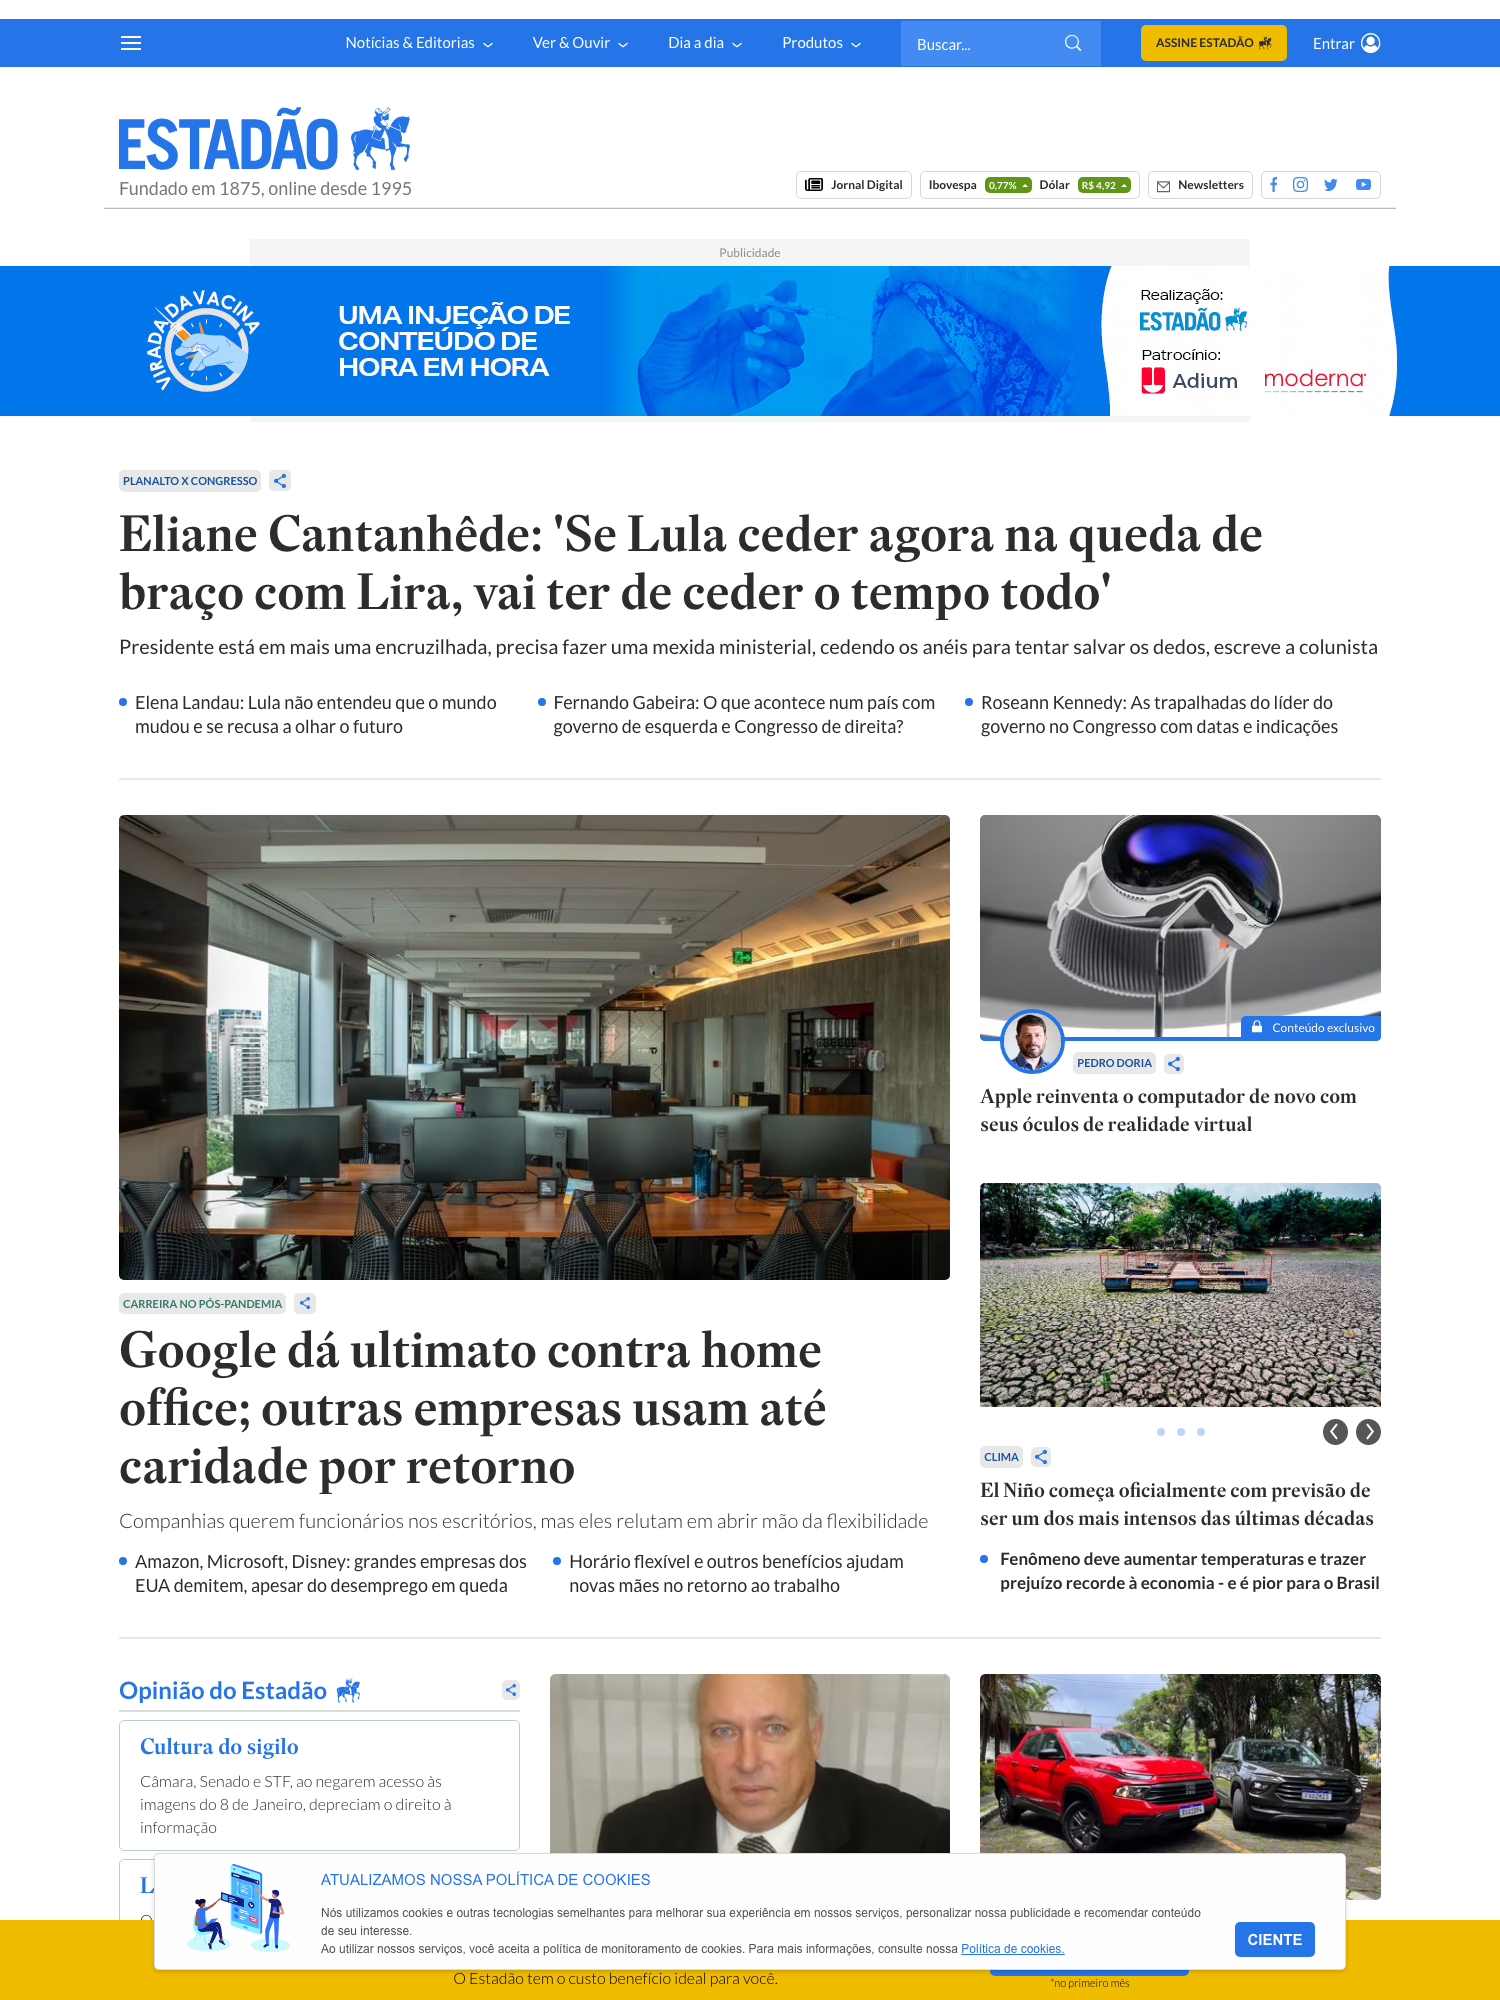 Notícias & Editorias
Ver & Ouvir
Dia a dia
Produtos
Buscar...
ASSINE ESTADÃO
Entrar
ESTADÃO
Fundado em 1875, online desde 1995
Jornal Digital
Ibovespa 0,77% Dólar R$ 4,92
Newsletters
Publicidade
VIRADA DA VACINA
UMA INJEÇÃO DE
CONTEÚDO DE
HORA EM HORA
Realização:
ESTADÃO
Patrocínio:
Adium
moderna
PLANALTO X CONGRESSO
Eliane Cantanhêde: 'Se Lula ceder agora na queda de
braço com Lira, vai ter de ceder o tempo todo'
Presidente está em mais uma encruzilhada, precisa fazer uma mexida ministerial, cedendo os anéis para tentar salvar os dedos, escreve a colunista
Elena Landau: Lula não entendeu que o mundo
mudou e se recusa a olhar o futuro
Fernando Gabeira: O que acontece num país com
governo de esquerda e Congresso de direita?
Roseann Kennedy: As trapalhadas do líder do
governo no Congresso com datas e indicações
CARREIRA NO PÓS-PANDEMIA
Google dá ultimato contra home
office; outras empresas usam até
caridade por retorno
Companhias querem funcionários nos escritórios, mas eles relutam em abrir mão da flexibilidade
Amazon, Microsoft, Disney: grandes empresas dos
EUA demitem, apesar do desemprego em queda
Horário flexível e outros benefícios ajudam
novas mães no retorno ao trabalho
Conteúdo exclusivo
PEDRO DORIA
Apple reinventa o computador de novo com
seus óculos de realidade virtual
CLIMA
El Niño começa oficialmente com previsão de
ser um dos mais intensos das últimas décadas
Fenômeno deve aumentar temperaturas e trazer
prejuízo recorde à economia - e é pior para o Brasil
Opinião do Estadão
Cultura do sigilo
Câmara, Senado e STF, ao negarem acesso às
imagens do 8 de Janeiro, depreciam o direito à
informação
L
O
ATUALIZAMOS NOSSA POLÍTICA DE COOKIES
Nós utilizamos cookies e outras tecnologias semelhantes para melhorar sua experiência em nossos serviços, personalizar nossa publicidade e recomendar conteúdo
de seu interesse.
Ao utilizar nossos serviços, você aceita a política de monitoramento de cookies. Para mais informações, consulte nossa Política de cookies.
CIENTE
O Estadão tem o custo benefício ideal para você.
*no primeiro mês